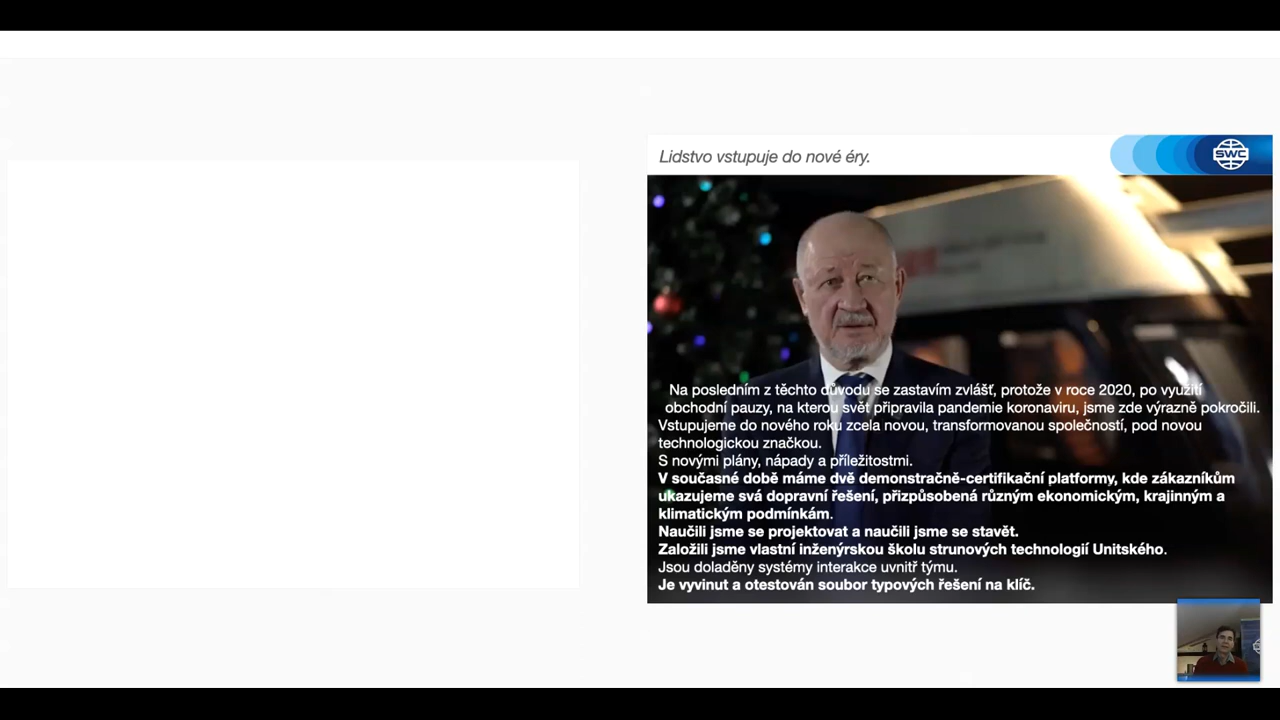 Lidstvo vstupuje do nové éry.
SWC
Na posledním z těchto důvodu se zastavím zvlášť, protože v roce 2020, po využití
obchodní pauzy, na kterou svět připravila pandemie koronaviru, jsme zde výrazně pokročili.
Vstupujeme do nového roku zcela novou, transformovanou společností, pod novou
technologickou značkou.
S novými plány, nápady a příležitostmi.
V současné době máme dvě demonstračně-certifikační platformy, kde zákazníkům
ukazujeme svá dopravní řešení, přizpůsobená různým ekonomickým, krajinným a
klimatickým podmínkám.
Naučili jsme se projektovat a naučili jsme se stavět.
Založili jsme vlastní inženýrskou školu strunových technologií Unitského.
Jsou doladěny systémy interakce uvnitř týmu.
Je vyvinut a otestován soubor typových řešení na klíč.